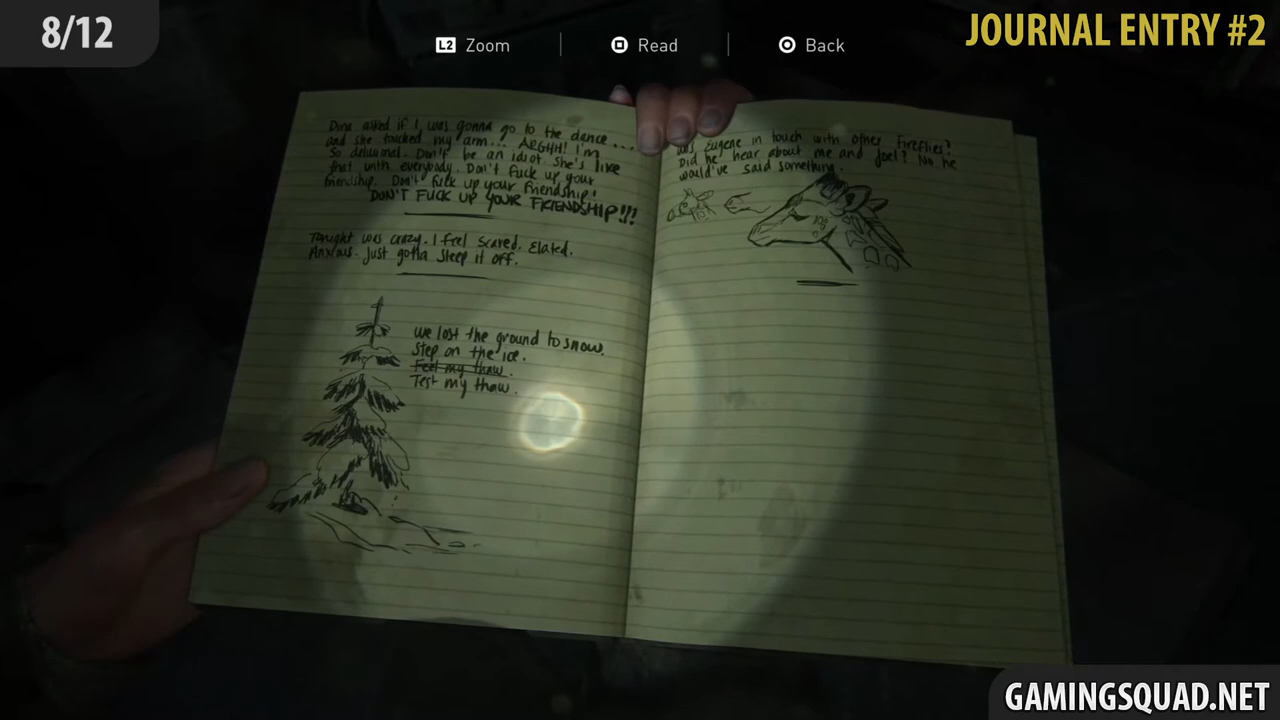 8/12
L2 Zoom
Read
Back
JOURNAL ENTRY #2
Dina asked if I was gonna go to the dance...
and she touched my arm... ARGHH! I'm
so delusional. Don't be an idiot. She's like
that with everybody. Don't fuck up your
friendship. Don't fuck up your friendship!
DON'T FUCK UP YOUR FRIENDSHIP!!!
Tonight was crazy. I feel scared. Elated.
Anxious. Just gotta sleep it off.
We lost the ground to snow.
Step on the ice.
Feel my thaw.
Test my thaw.
Was Eugene in touch with other Fireflies?
Did he hear about me and Joel? No he
would've said something.
GAMINGSQUAD.NET